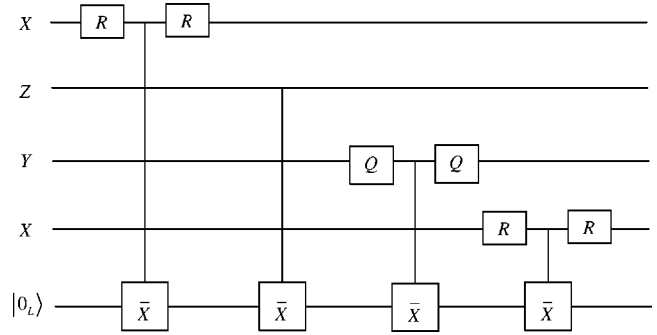 X R R
Z
Y Q Q
X R R
|0_L⟩ X̄ X̄ X̄ X̄